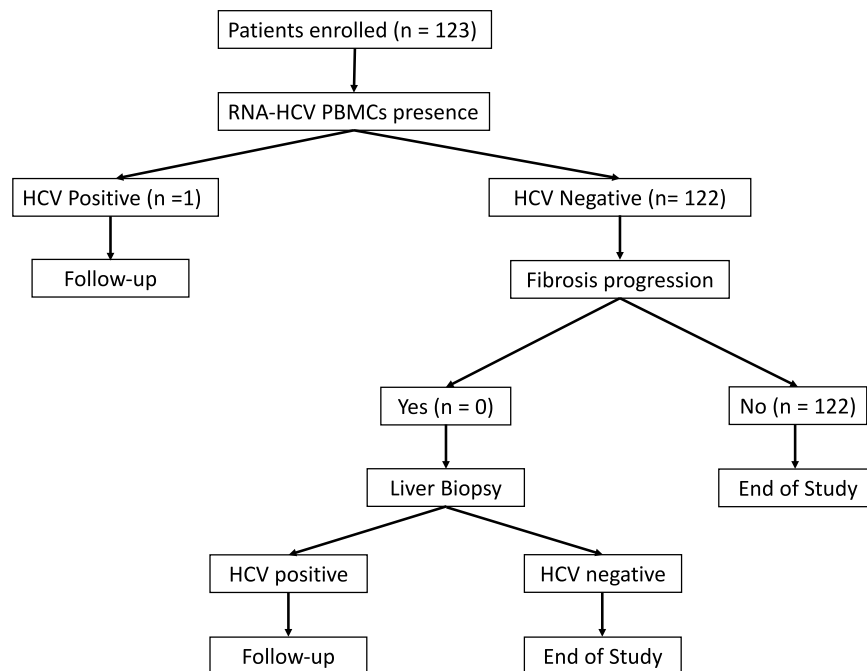 Patients enrolled (n = 123)
RNA-HCV PBMCs presence
HCV Positive (n =1)
HCV Negative (n= 122)
Follow-up
Fibrosis progression
Yes (n = 0)
No (n = 122)
Liver Biopsy
End of Study
HCV positive
HCV negative
Follow-up
End of Study